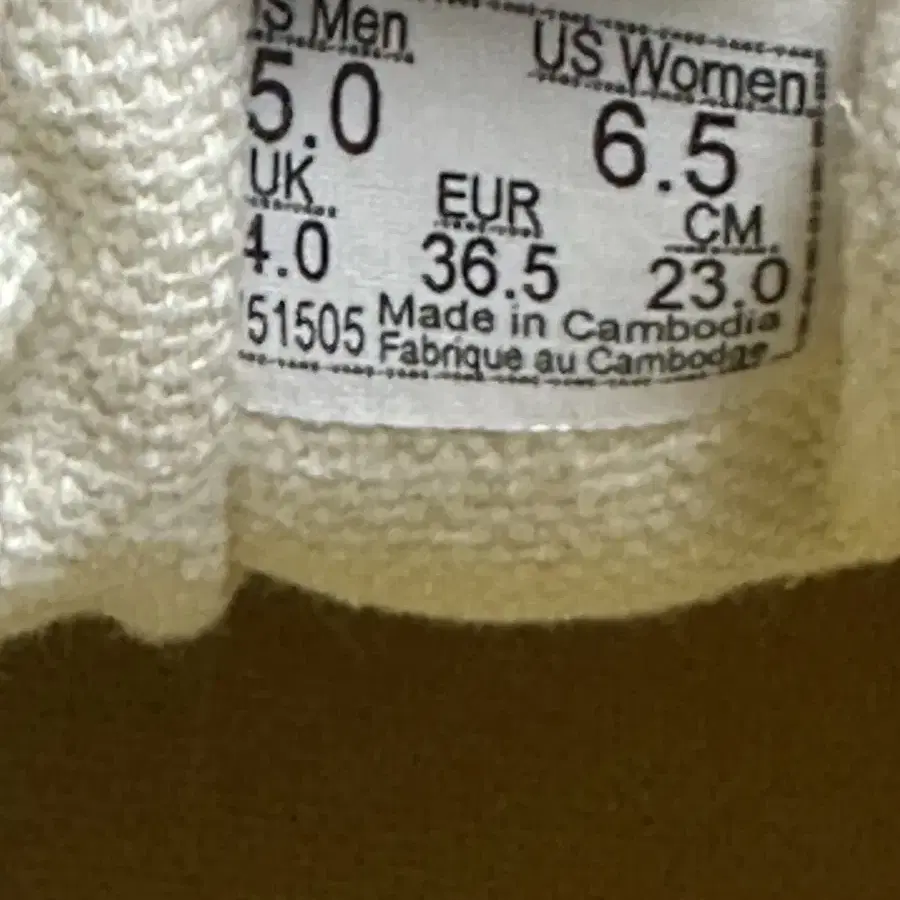 US Men US Women
5.0 6.5
UK EUR CM
4.0 36.5 23.0
51505 Made in Cambodia
Fabrique au Cambodge